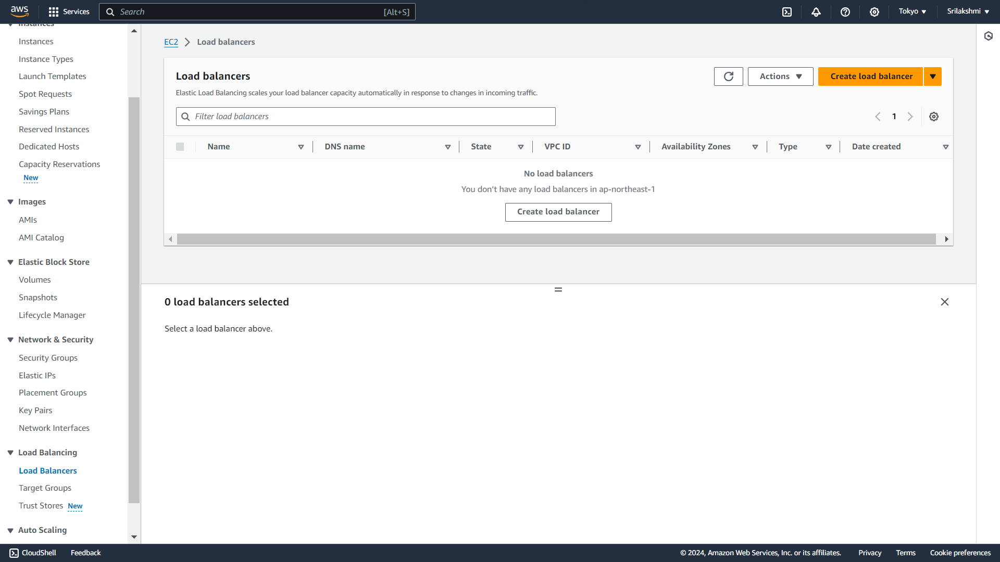 aws
Services
Search
[Alt+S]
Tokyo
Srilakshmi
Instances
Instances
Instance Types
Launch Templates
Spot Requests
Savings Plans
Reserved Instances
Dedicated Hosts
Capacity Reservations
New
Images
AMIs
AMI Catalog
Elastic Block Store
Volumes
Snapshots
Lifecycle Manager
Network & Security
Security Groups
Elastic IPs
Placement Groups
Key Pairs
Network Interfaces
Load Balancing
Load Balancers
Target Groups
Trust Stores New
Auto Scaling
EC2 Load balancers
Load balancers
Actions
Create load balancer
Elastic Load Balancing scales your load balancer capacity automatically in response to changes in incoming traffic.
Filter load balancers
1
Name DNS name State VPC ID Availability Zones Type Date created
No load balancers
You don’t have any load balancers in ap-northeast-1
Create load balancer
0 load balancers selected
Select a load balancer above.
CloudShell Feedback
© 2024, Amazon Web Services, Inc. or its affiliates. Privacy Terms Cookie preferences